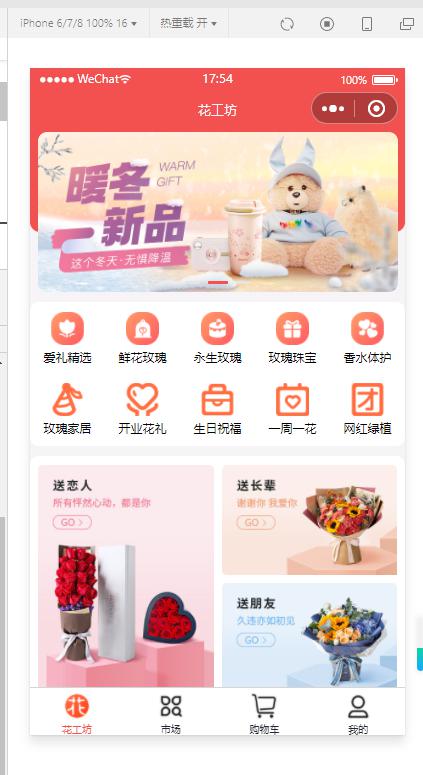 iPhone 6/7/8 100% 16
热重载 开
WeChat
17:54
100%
花工坊
暖冬
新品
WARM
GIFT
这个冬天·无惧降温
爱礼精选
鲜花玫瑰
永生玫瑰
玫瑰珠宝
香水体护
团
玫瑰家居
开业花礼
生日祝福
一周一花
网红绿植
送恋人
所有怦然心动，都是你
GO
送长辈
谢谢你 我爱你
GO
送朋友
久违亦如初见
GO
花
花工坊
市场
购物车
我的